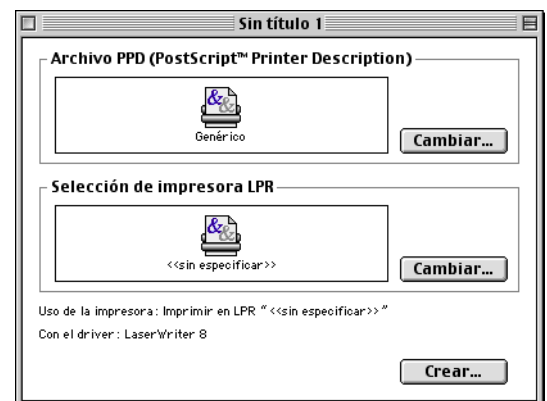 Sin título 1
Archivo PPD (PostScript™ Printer Description)
Genérico
Cambiar...
Selección de impresora LPR
<<sin especificar>>
Cambiar...
Uso de la impresora: Imprimir en LPR "<<sin especificar>>"
Con el driver: LaserWriter 8
Crear...